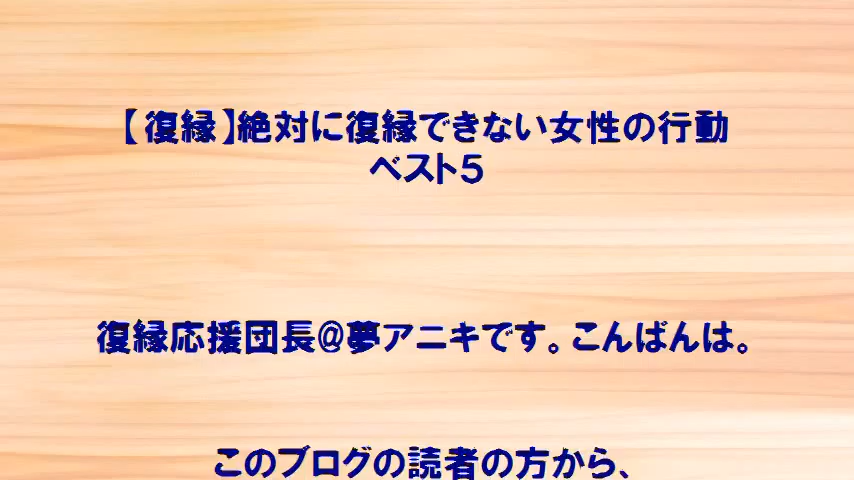 【復縁】絶対に復縁できない女性の行動
ベスト５
復縁応援団長＠夢アニキです。こんばんは。
このブログの読者の方から、